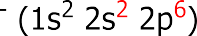 ⁻ (1s² 2s² 2p⁶)